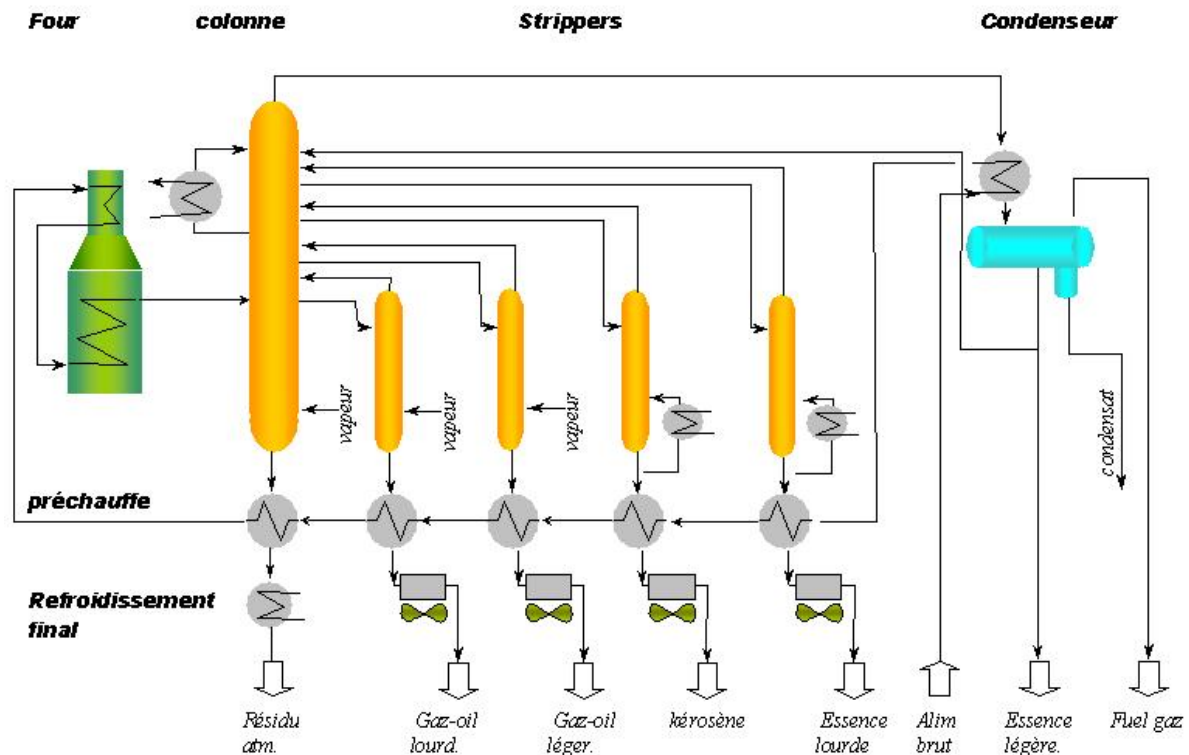 Four colonne Strippers Condenseur
vapeur vapeur vapeur condensat
préchauffe
Refroidissement
final
Résidu Gaz-oil Gaz-oil kérosène Essence Alim Essence Fuel gaz
atm. lourd. léger. lourde brut légère.